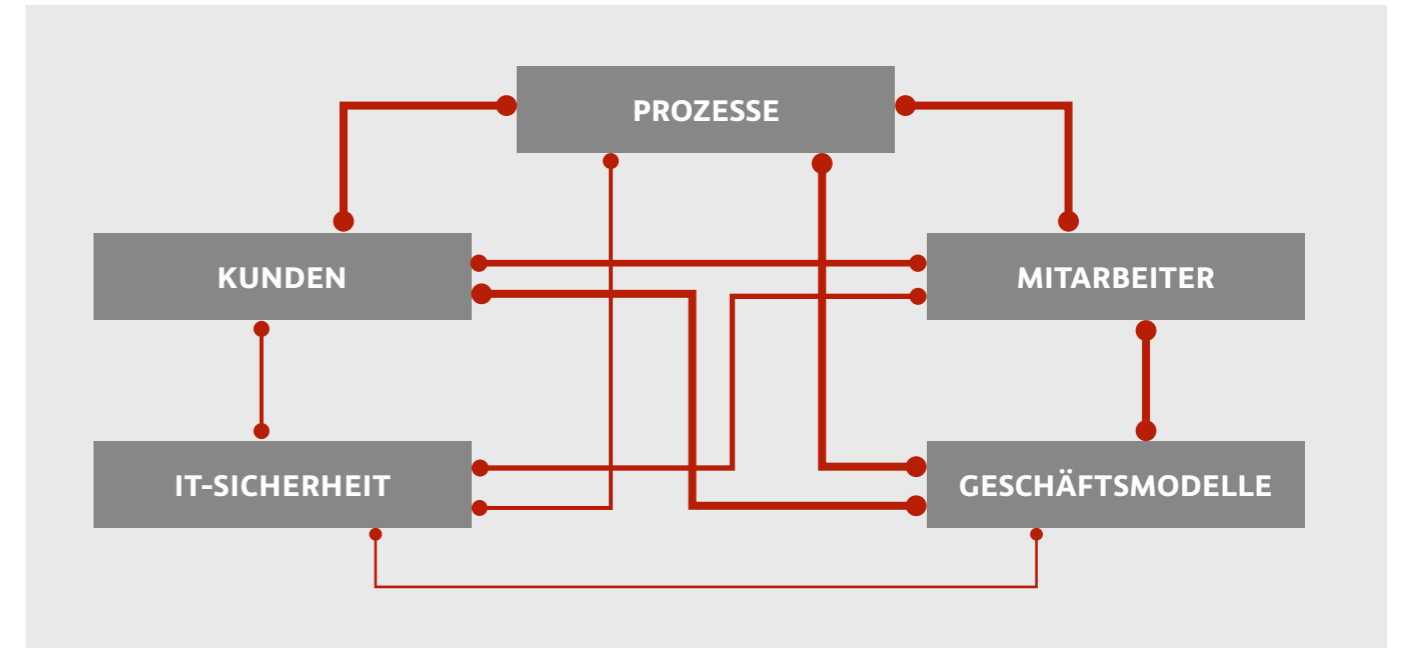 PROZESSE
KUNDEN
MITARBEITER
IT-SICHERHEIT
GESCHÄFTSMODELLE